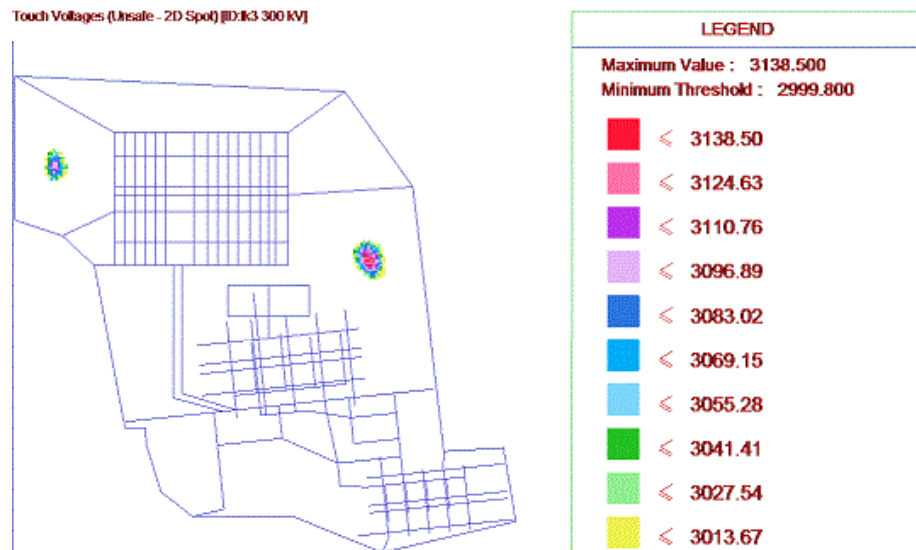 Touch Voltages (Unsafe - 2D Spot) [ID:Ik3 300 kV]
LEGEND
Maximum Value : 3138.500
Minimum Threshold : 2999.800
≤ 3138.50
≤ 3124.63
≤ 3110.76
≤ 3096.89
≤ 3083.02
≤ 3069.15
≤ 3055.28
≤ 3041.41
≤ 3027.54
≤ 3013.67